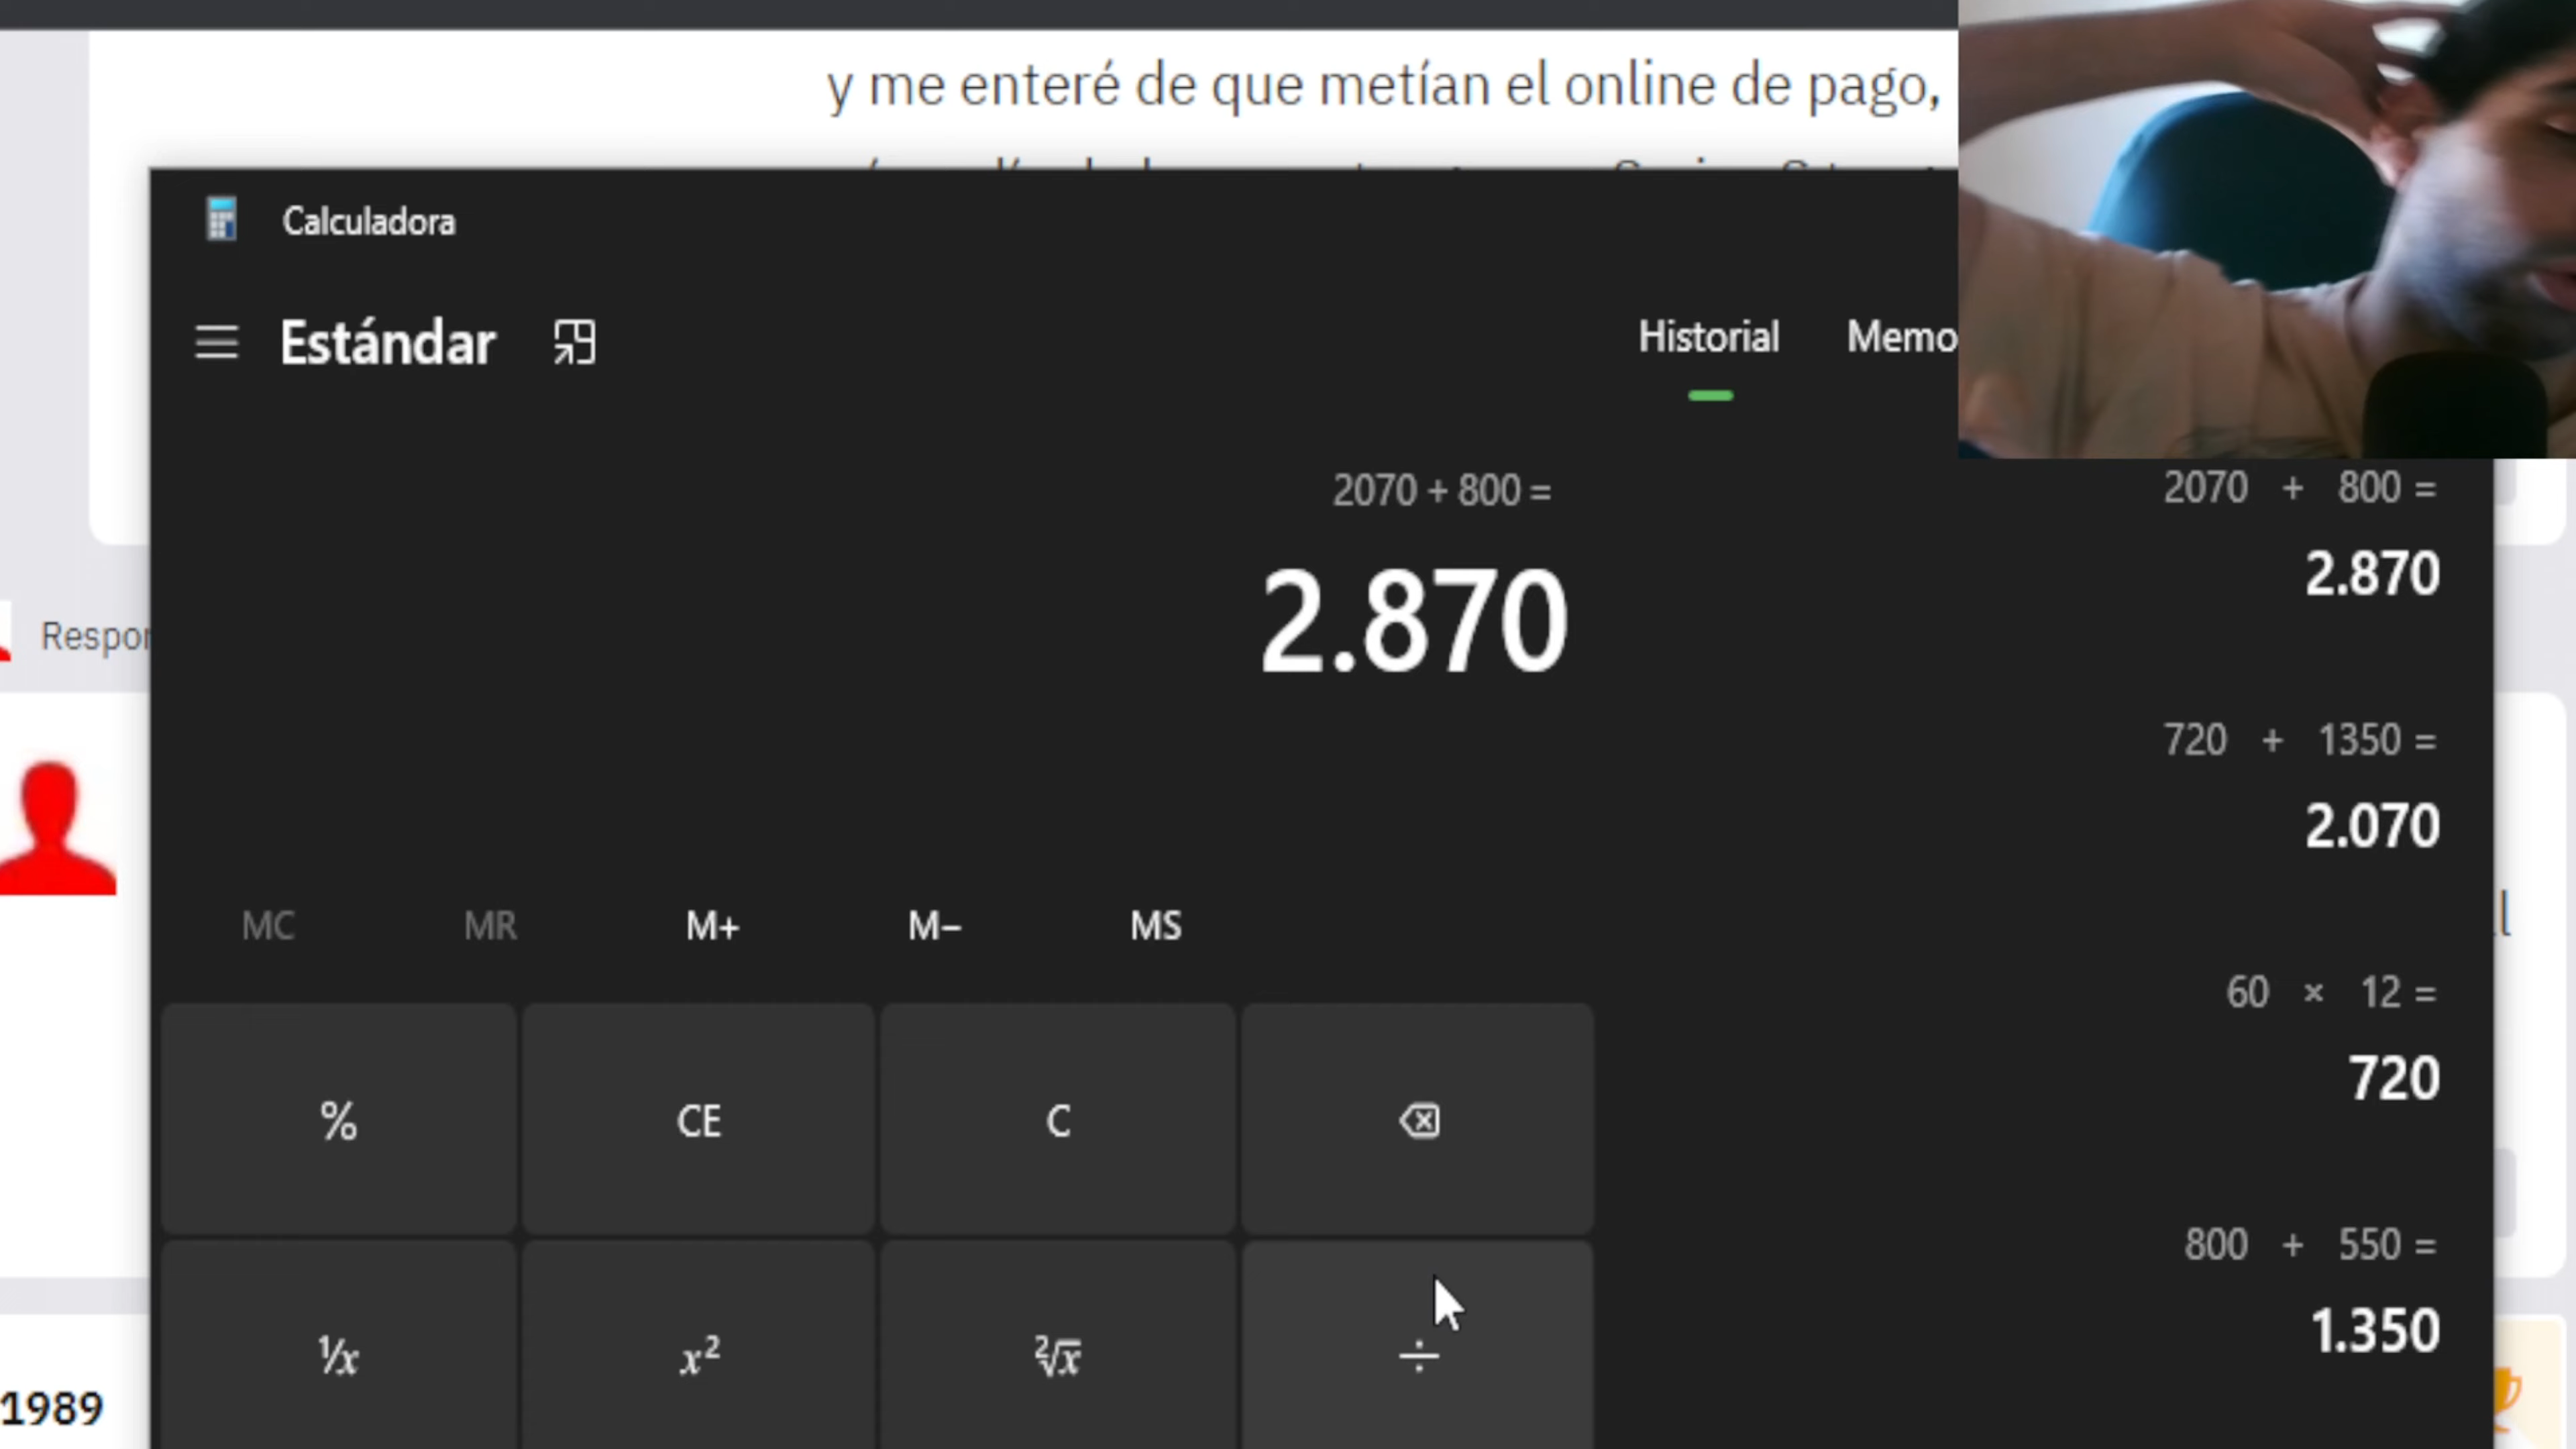 y me enteré de que metían el online de pago,
Calculadora
Estándar
Historial
2070 + 800 =
2.870
MC MR M+ M− MS
% CE C
⅟x x² ²√x ÷
2070 + 800 =
2.870
720 + 1350 =
2.070
60 × 12 =
720
800 + 550 =
1.350
1989